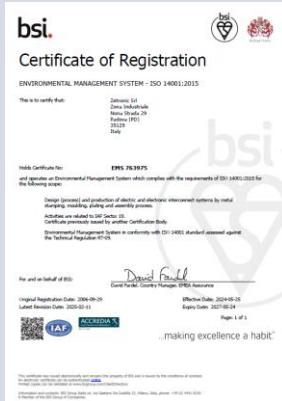 bsi.
bsi
Certificate of Registration
ENVIRONMENTAL MANAGEMENT SYSTEM - ISO 14001:2015
This is to certify that:
Zona Industriale
Nona Strada 29
Padova (PD)
35129
Italy
Holds Certificate No:
EMS 763975
and operates an Environmental Management System which complies with the requirements of ISO 14001:2015 for
the following scope:
Design (process) and production of electric and electronic interconnect systems by metal
stamping, moulding, plating and assembly process.
Activities are related to IAF Sector 19.
Certificate previously issued by another Certification Body.
Environmental Management System in conformity with ISO 14001 standard assessed against
the Technical Regulation RT-09.
For and on behalf of BSI:
David Fardel, Country Manager, EMEA Assurance
Original Registration Date: 2006-09-29
Effective Date: 2024-05-25
Latest Revision Date: 2025-02-11
Expiry Date: 2027-05-24
Page: 1 of 1
IAF
ACCREDIA
...making excellence a habit.